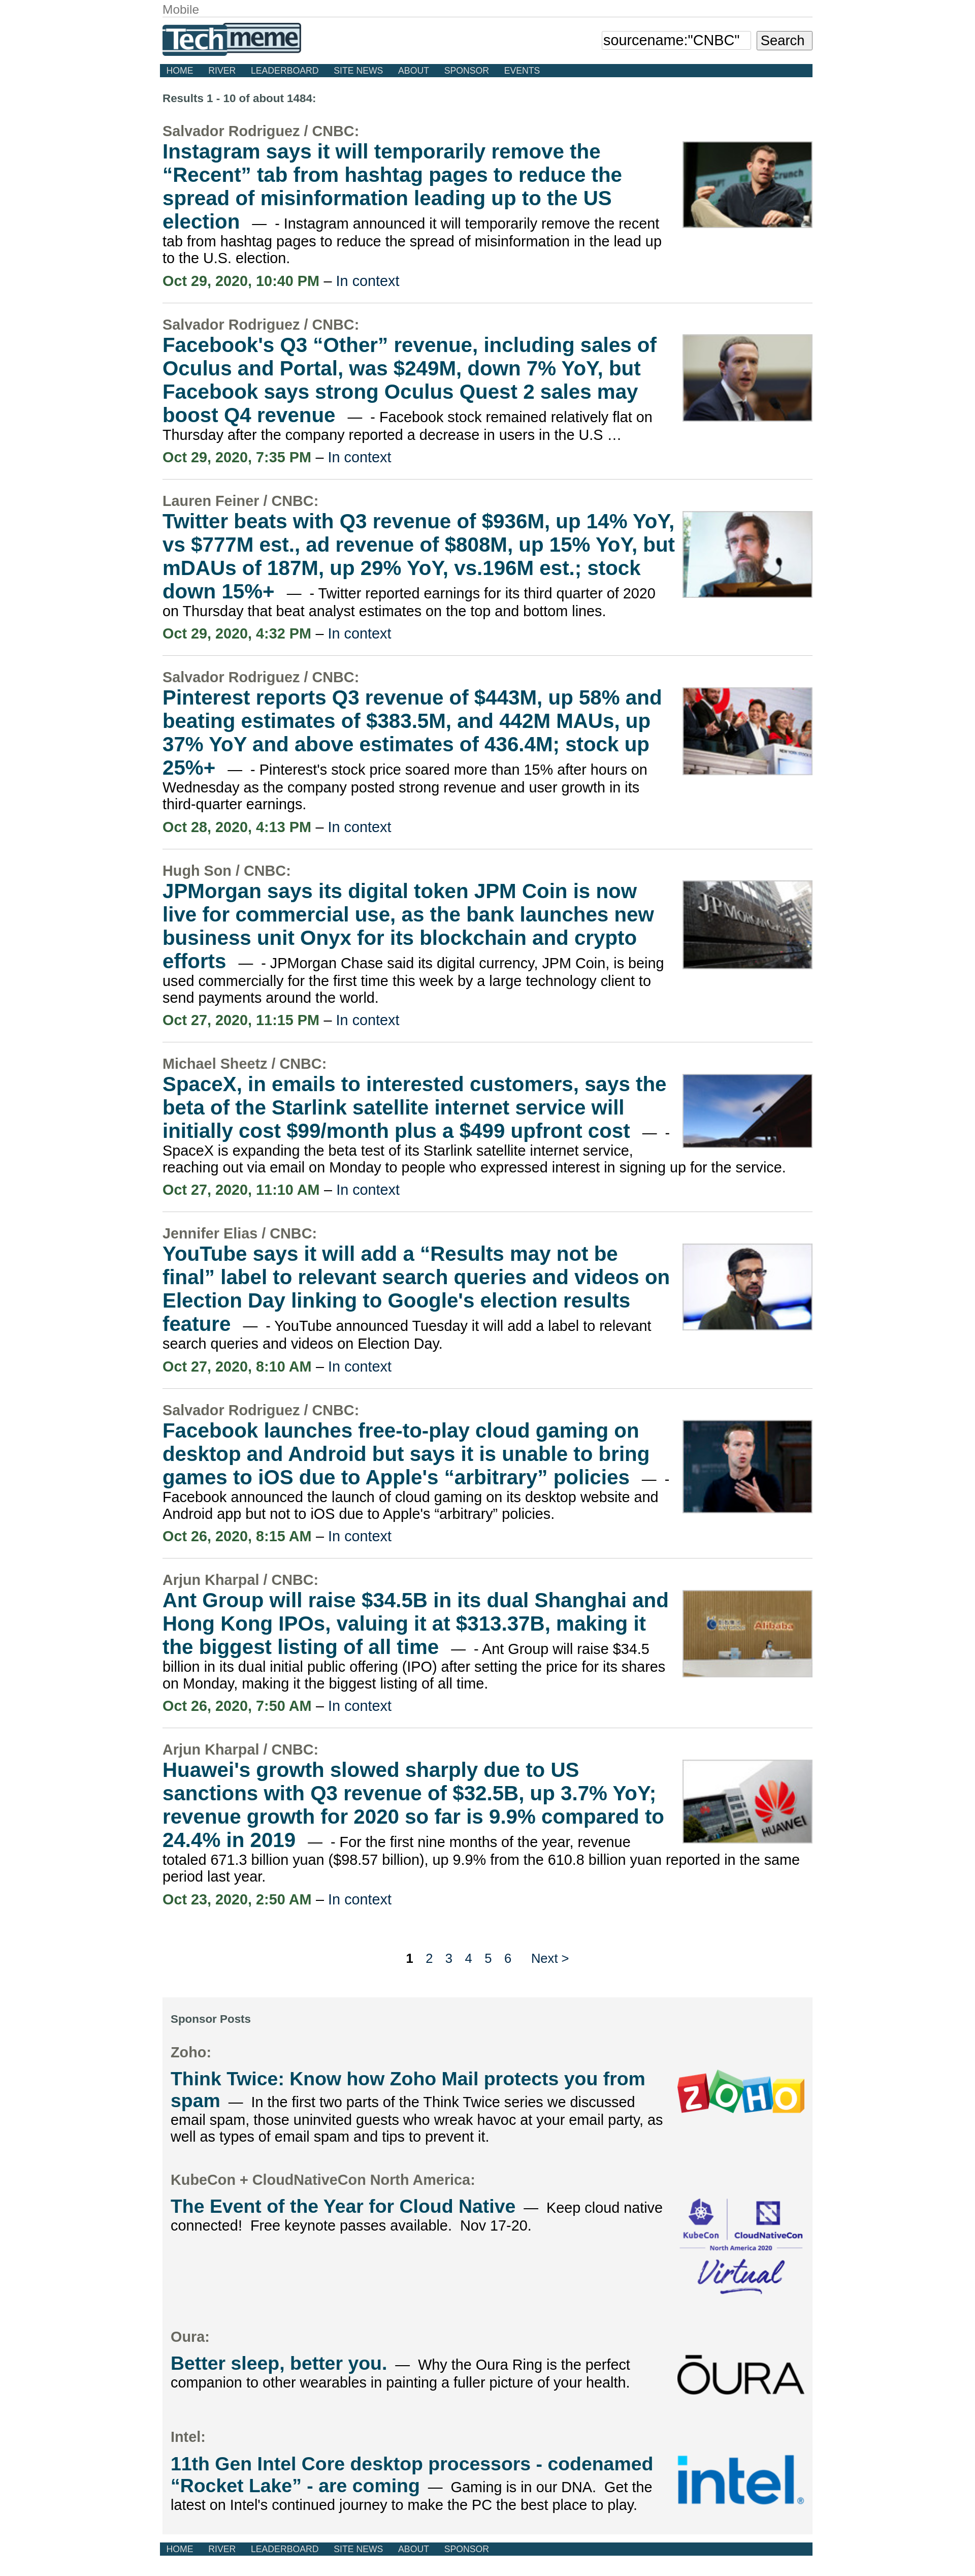 Mobile
Techmeme
sourcename:"CNBC" Search
HOME RIVER LEADERBOARD SITE NEWS ABOUT SPONSOR EVENTS
Results 1 - 10 of about 1484:
Salvador Rodriguez / CNBC:
Instagram says it will temporarily remove the
“Recent” tab from hashtag pages to reduce the
spread of misinformation leading up to the US
election — - Instagram announced it will temporarily remove the recent
tab from hashtag pages to reduce the spread of misinformation in the lead up
to the U.S. election.
Oct 29, 2020, 10:40 PM – In context
Salvador Rodriguez / CNBC:
Facebook's Q3 “Other” revenue, including sales of
Oculus and Portal, was $249M, down 7% YoY, but
Facebook says strong Oculus Quest 2 sales may
boost Q4 revenue — - Facebook stock remained relatively flat on
Thursday after the company reported a decrease in users in the U.S …
Oct 29, 2020, 7:35 PM – In context
Lauren Feiner / CNBC:
Twitter beats with Q3 revenue of $936M, up 14% YoY,
vs $777M est., ad revenue of $808M, up 15% YoY, but
mDAUs of 187M, up 29% YoY, vs.196M est.; stock
down 15%+ — - Twitter reported earnings for its third quarter of 2020
on Thursday that beat analyst estimates on the top and bottom lines.
Oct 29, 2020, 4:32 PM – In context
Salvador Rodriguez / CNBC:
Pinterest reports Q3 revenue of $443M, up 58% and
beating estimates of $383.5M, and 442M MAUs, up
37% YoY and above estimates of 436.4M; stock up
25%+ — - Pinterest's stock price soared more than 15% after hours on
Wednesday as the company posted strong revenue and user growth in its
third-quarter earnings.
Oct 28, 2020, 4:13 PM – In context
Hugh Son / CNBC:
JPMorgan says its digital token JPM Coin is now
live for commercial use, as the bank launches new
business unit Onyx for its blockchain and crypto
efforts — - JPMorgan Chase said its digital currency, JPM Coin, is being
used commercially for the first time this week by a large technology client to
send payments around the world.
Oct 27, 2020, 11:15 PM – In context
Michael Sheetz / CNBC:
SpaceX, in emails to interested customers, says the
beta of the Starlink satellite internet service will
initially cost $99/month plus a $499 upfront cost — -
SpaceX is expanding the beta test of its Starlink satellite internet service,
reaching out via email on Monday to people who expressed interest in signing up for the service.
Oct 27, 2020, 11:10 AM – In context
Jennifer Elias / CNBC:
YouTube says it will add a “Results may not be
final” label to relevant search queries and videos on
Election Day linking to Google's election results
feature — - YouTube announced Tuesday it will add a label to relevant
search queries and videos on Election Day.
Oct 27, 2020, 8:10 AM – In context
Salvador Rodriguez / CNBC:
Facebook launches free-to-play cloud gaming on
desktop and Android but says it is unable to bring
games to iOS due to Apple's “arbitrary” policies — -
Facebook announced the launch of cloud gaming on its desktop website and
Android app but not to iOS due to Apple's “arbitrary” policies.
Oct 26, 2020, 8:15 AM – In context
Arjun Kharpal / CNBC:
Ant Group will raise $34.5B in its dual Shanghai and
Hong Kong IPOs, valuing it at $313.37B, making it
the biggest listing of all time — - Ant Group will raise $34.5
billion in its dual initial public offering (IPO) after setting the price for its shares
on Monday, making it the biggest listing of all time.
Oct 26, 2020, 7:50 AM – In context
Arjun Kharpal / CNBC:
Huawei's growth slowed sharply due to US
sanctions with Q3 revenue of $32.5B, up 3.7% YoY;
revenue growth for 2020 so far is 9.9% compared to
24.4% in 2019 — - For the first nine months of the year, revenue
totaled 671.3 billion yuan ($98.57 billion), up 9.9% from the 610.8 billion yuan reported in the same
period last year.
Oct 23, 2020, 2:50 AM – In context
HUAWEI
1 2 3 4 5 6 Next >
Sponsor Posts
Zoho:
Think Twice: Know how Zoho Mail protects you from
spam — In the first two parts of the Think Twice series we discussed
email spam, those uninvited guests who wreak havoc at your email party, as
well as types of email spam and tips to prevent it.
ZOHO
KubeCon + CloudNativeCon North America:
The Event of the Year for Cloud Native — Keep cloud native
connected! Free keynote passes available. Nov 17-20.
KubeCon CloudNativeCon
North America 2020
Virtual
Oura:
Better sleep, better you. — Why the Oura Ring is the perfect
companion to other wearables in painting a fuller picture of your health.
ŌURA
Intel:
11th Gen Intel Core desktop processors - codenamed
“Rocket Lake” - are coming — Gaming is in our DNA. Get the
latest on Intel's continued journey to make the PC the best place to play.
intel®
HOME RIVER LEADERBOARD SITE NEWS ABOUT SPONSOR